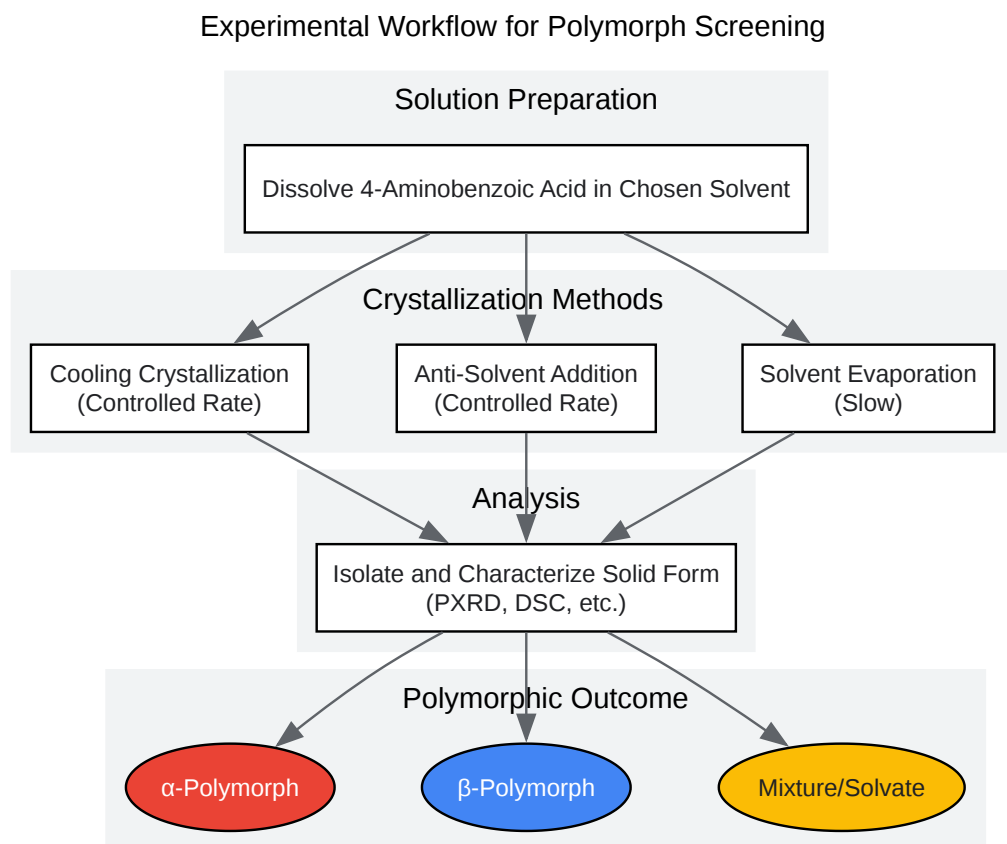 Experimental Workflow for Polymorph Screening
Solution Preparation
Dissolve 4-Aminobenzoic Acid in Chosen Solvent
Crystallization Methods
Cooling Crystallization
(Controlled Rate)
Anti-Solvent Addition
(Controlled Rate)
Solvent Evaporation
(Slow)
Analysis
Isolate and Characterize Solid Form
(PXRD, DSC, etc.)
Polymorphic Outcome
α-Polymorph
β-Polymorph
Mixture/Solvate